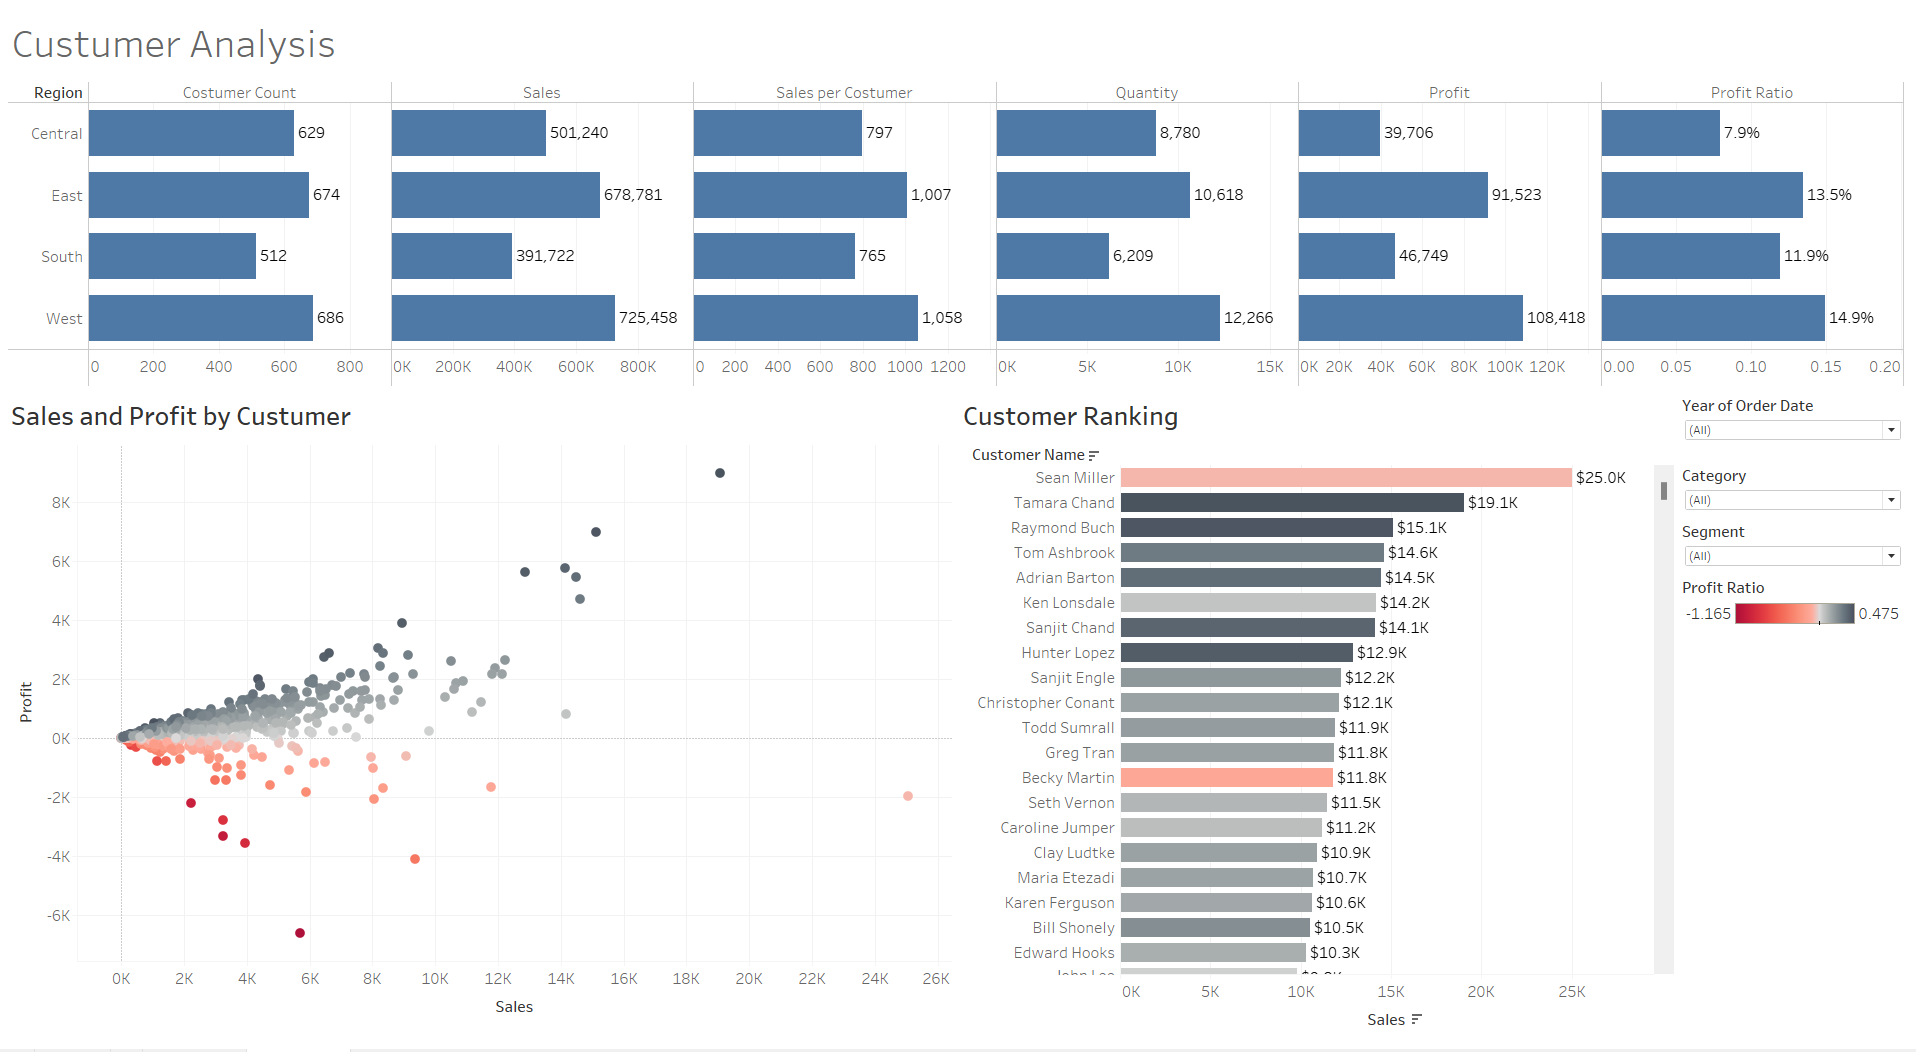 Custumer Analysis
Region Costumer Count Sales Sales per Costumer Quantity Profit Profit Ratio
Central 629 501,240 797 8,780 39,706 7.9%
East 674 678,781 1,007 10,618 91,523 13.5%
South 512 391,722 765 6,209 46,749 11.9%
West 686 725,458 1,058 12,266 108,418 14.9%
0 200 400 600 800 0K 200K 400K 600K 800K 0 200 400 600 800 1000 1200 0K 5K 10K 15K 0K 20K 40K 60K 80K 100K 120K 0.00 0.05 0.10 0.15 0.20
Sales and Profit by Custumer
Profit
8K
6K
4K
2K
0K
-2K
-4K
-6K
0K 2K 4K 6K 8K 10K 12K 14K 16K 18K 20K 22K 24K 26K
Sales
Customer Ranking
Customer Name
Sean Miller $25.0K
Tamara Chand $19.1K
Raymond Buch $15.1K
Tom Ashbrook $14.6K
Adrian Barton $14.5K
Ken Lonsdale $14.2K
Sanjit Chand $14.1K
Hunter Lopez $12.9K
Sanjit Engle $12.2K
Christopher Conant $12.1K
Todd Sumrall $11.9K
Greg Tran $11.8K
Becky Martin $11.8K
Seth Vernon $11.5K
Caroline Jumper $11.2K
Clay Ludtke $10.9K
Maria Etezadi $10.7K
Karen Ferguson $10.6K
Bill Shonely $10.5K
Edward Hooks $10.3K
0K 5K 10K 15K 20K 25K
Sales
Year of Order Date
(All)
Category
(All)
Segment
(All)
Profit Ratio
-1.165 0.475